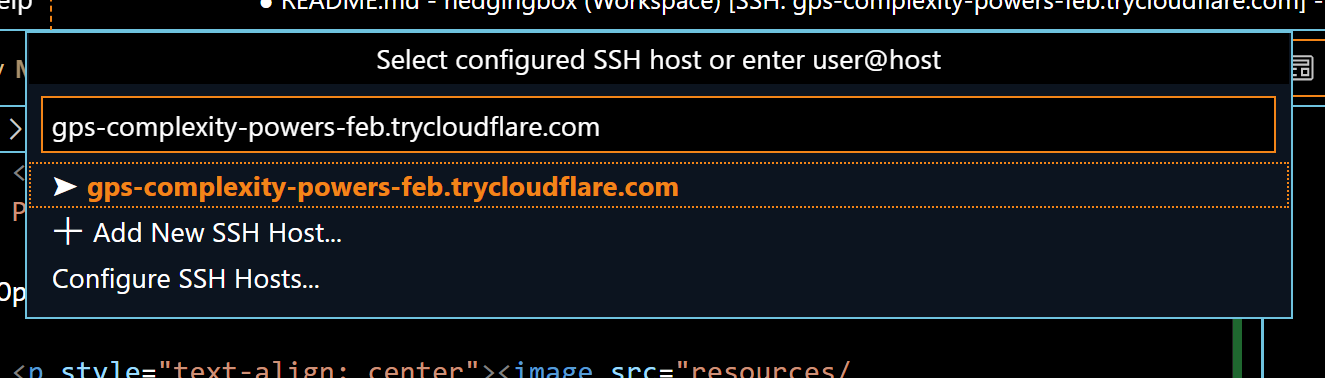 elp
● README.md - hedgingbox (Workspace) [SSH: gps-complexity-powers-feb.trycloudflare.com] -
Select configured SSH host or enter user@host
gps-complexity-powers-feb.trycloudflare.com
gps-complexity-powers-feb.trycloudflare.com
Add New SSH Host...
Configure SSH Hosts...
Op
<p style="text-align: center"><image src="resources/